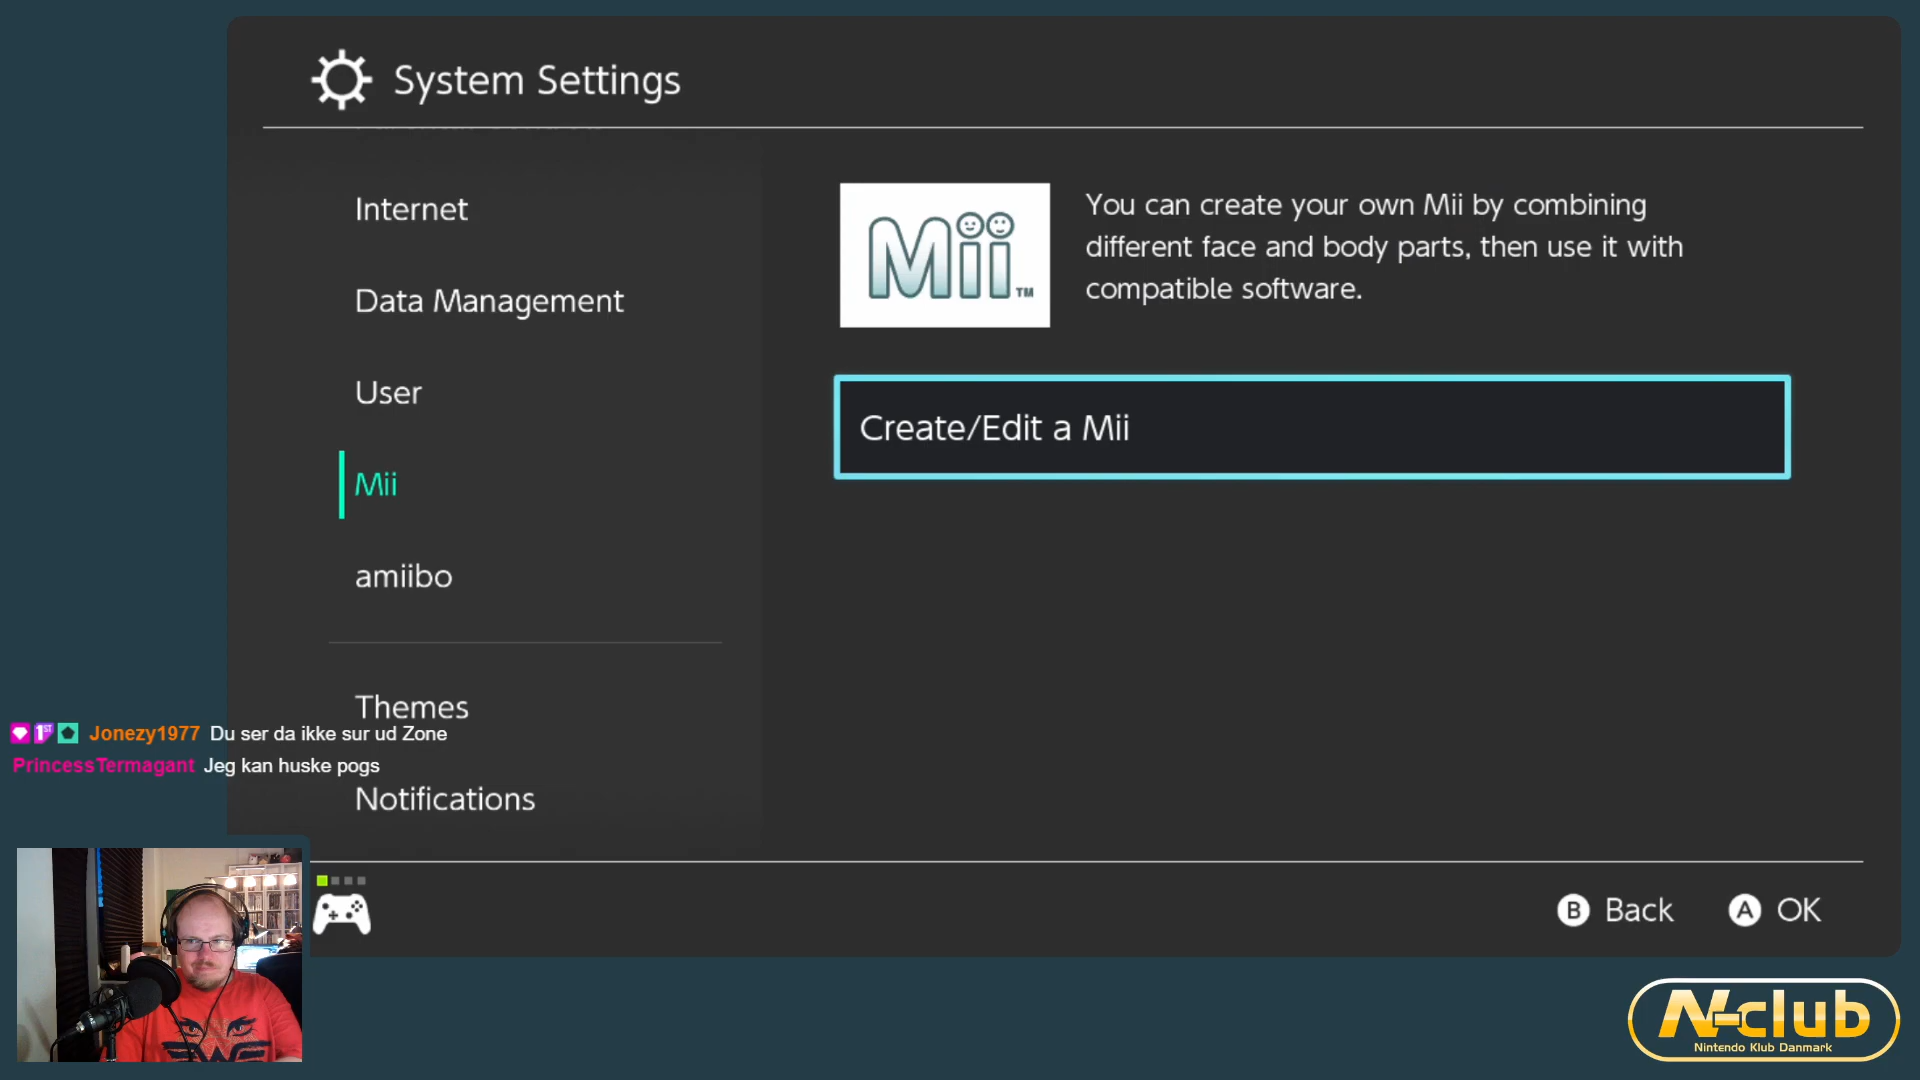 System Settings
Internet
Data Management
User
Mii
amiibo
Themes
Notifications
Mii™
You can create your own Mii by combining
different face and body parts, then use it with
compatible software.
Create/Edit a Mii
1ST Jonezy1977 Du ser da ikke sur ud Zone
PrincessTermagant Jeg kan huske pogs
B Back A OK
N-club
Nintendo Klub Danmark